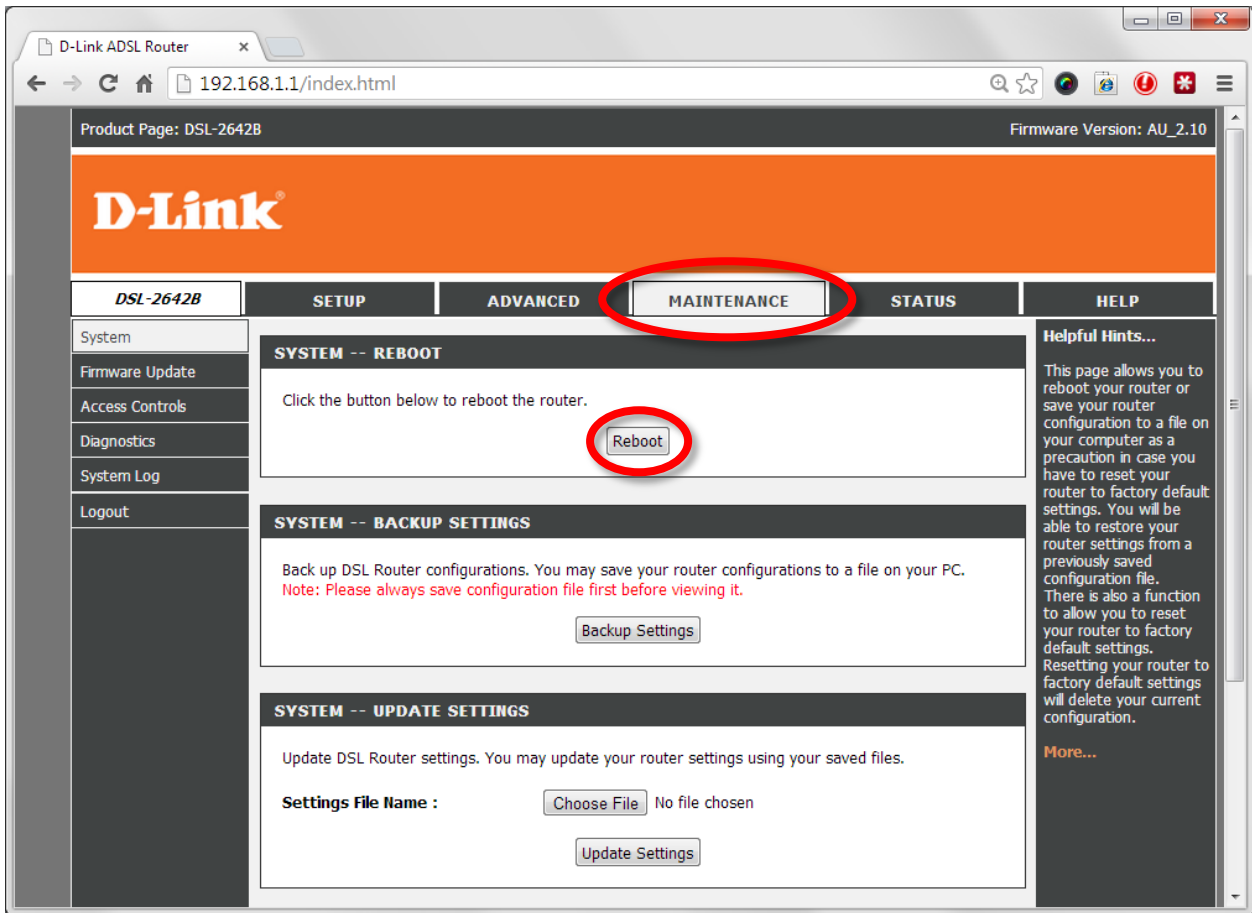 D-Link ADSL Router
192.168.1.1/index.html
Product Page: DSL-2642B
Firmware Version: AU_2.10
D-Link®
DSL-2642B
SETUP
ADVANCED
MAINTENANCE
STATUS
HELP
System
Firmware Update
Access Controls
Diagnostics
System Log
Logout
SYSTEM -- REBOOT
Click the button below to reboot the router.
Reboot
SYSTEM -- BACKUP SETTINGS
Back up DSL Router configurations. You may save your router configurations to a file on your PC.
Note: Please always save configuration file first before viewing it.
Backup Settings
SYSTEM -- UPDATE SETTINGS
Update DSL Router settings. You may update your router settings using your saved files.
Settings File Name :
Choose File No file chosen
Update Settings
Helpful Hints...
This page allows you to
reboot your router or
save your router
configuration to a file on
your computer as a
precaution in case you
have to reset your
router to factory default
settings. You will be
able to restore your
router settings from a
previously saved
configuration file.
There is also a function
to allow you to reset
your router to factory
default settings.
Resetting your router to
factory default settings
will delete your current
configuration.
More...